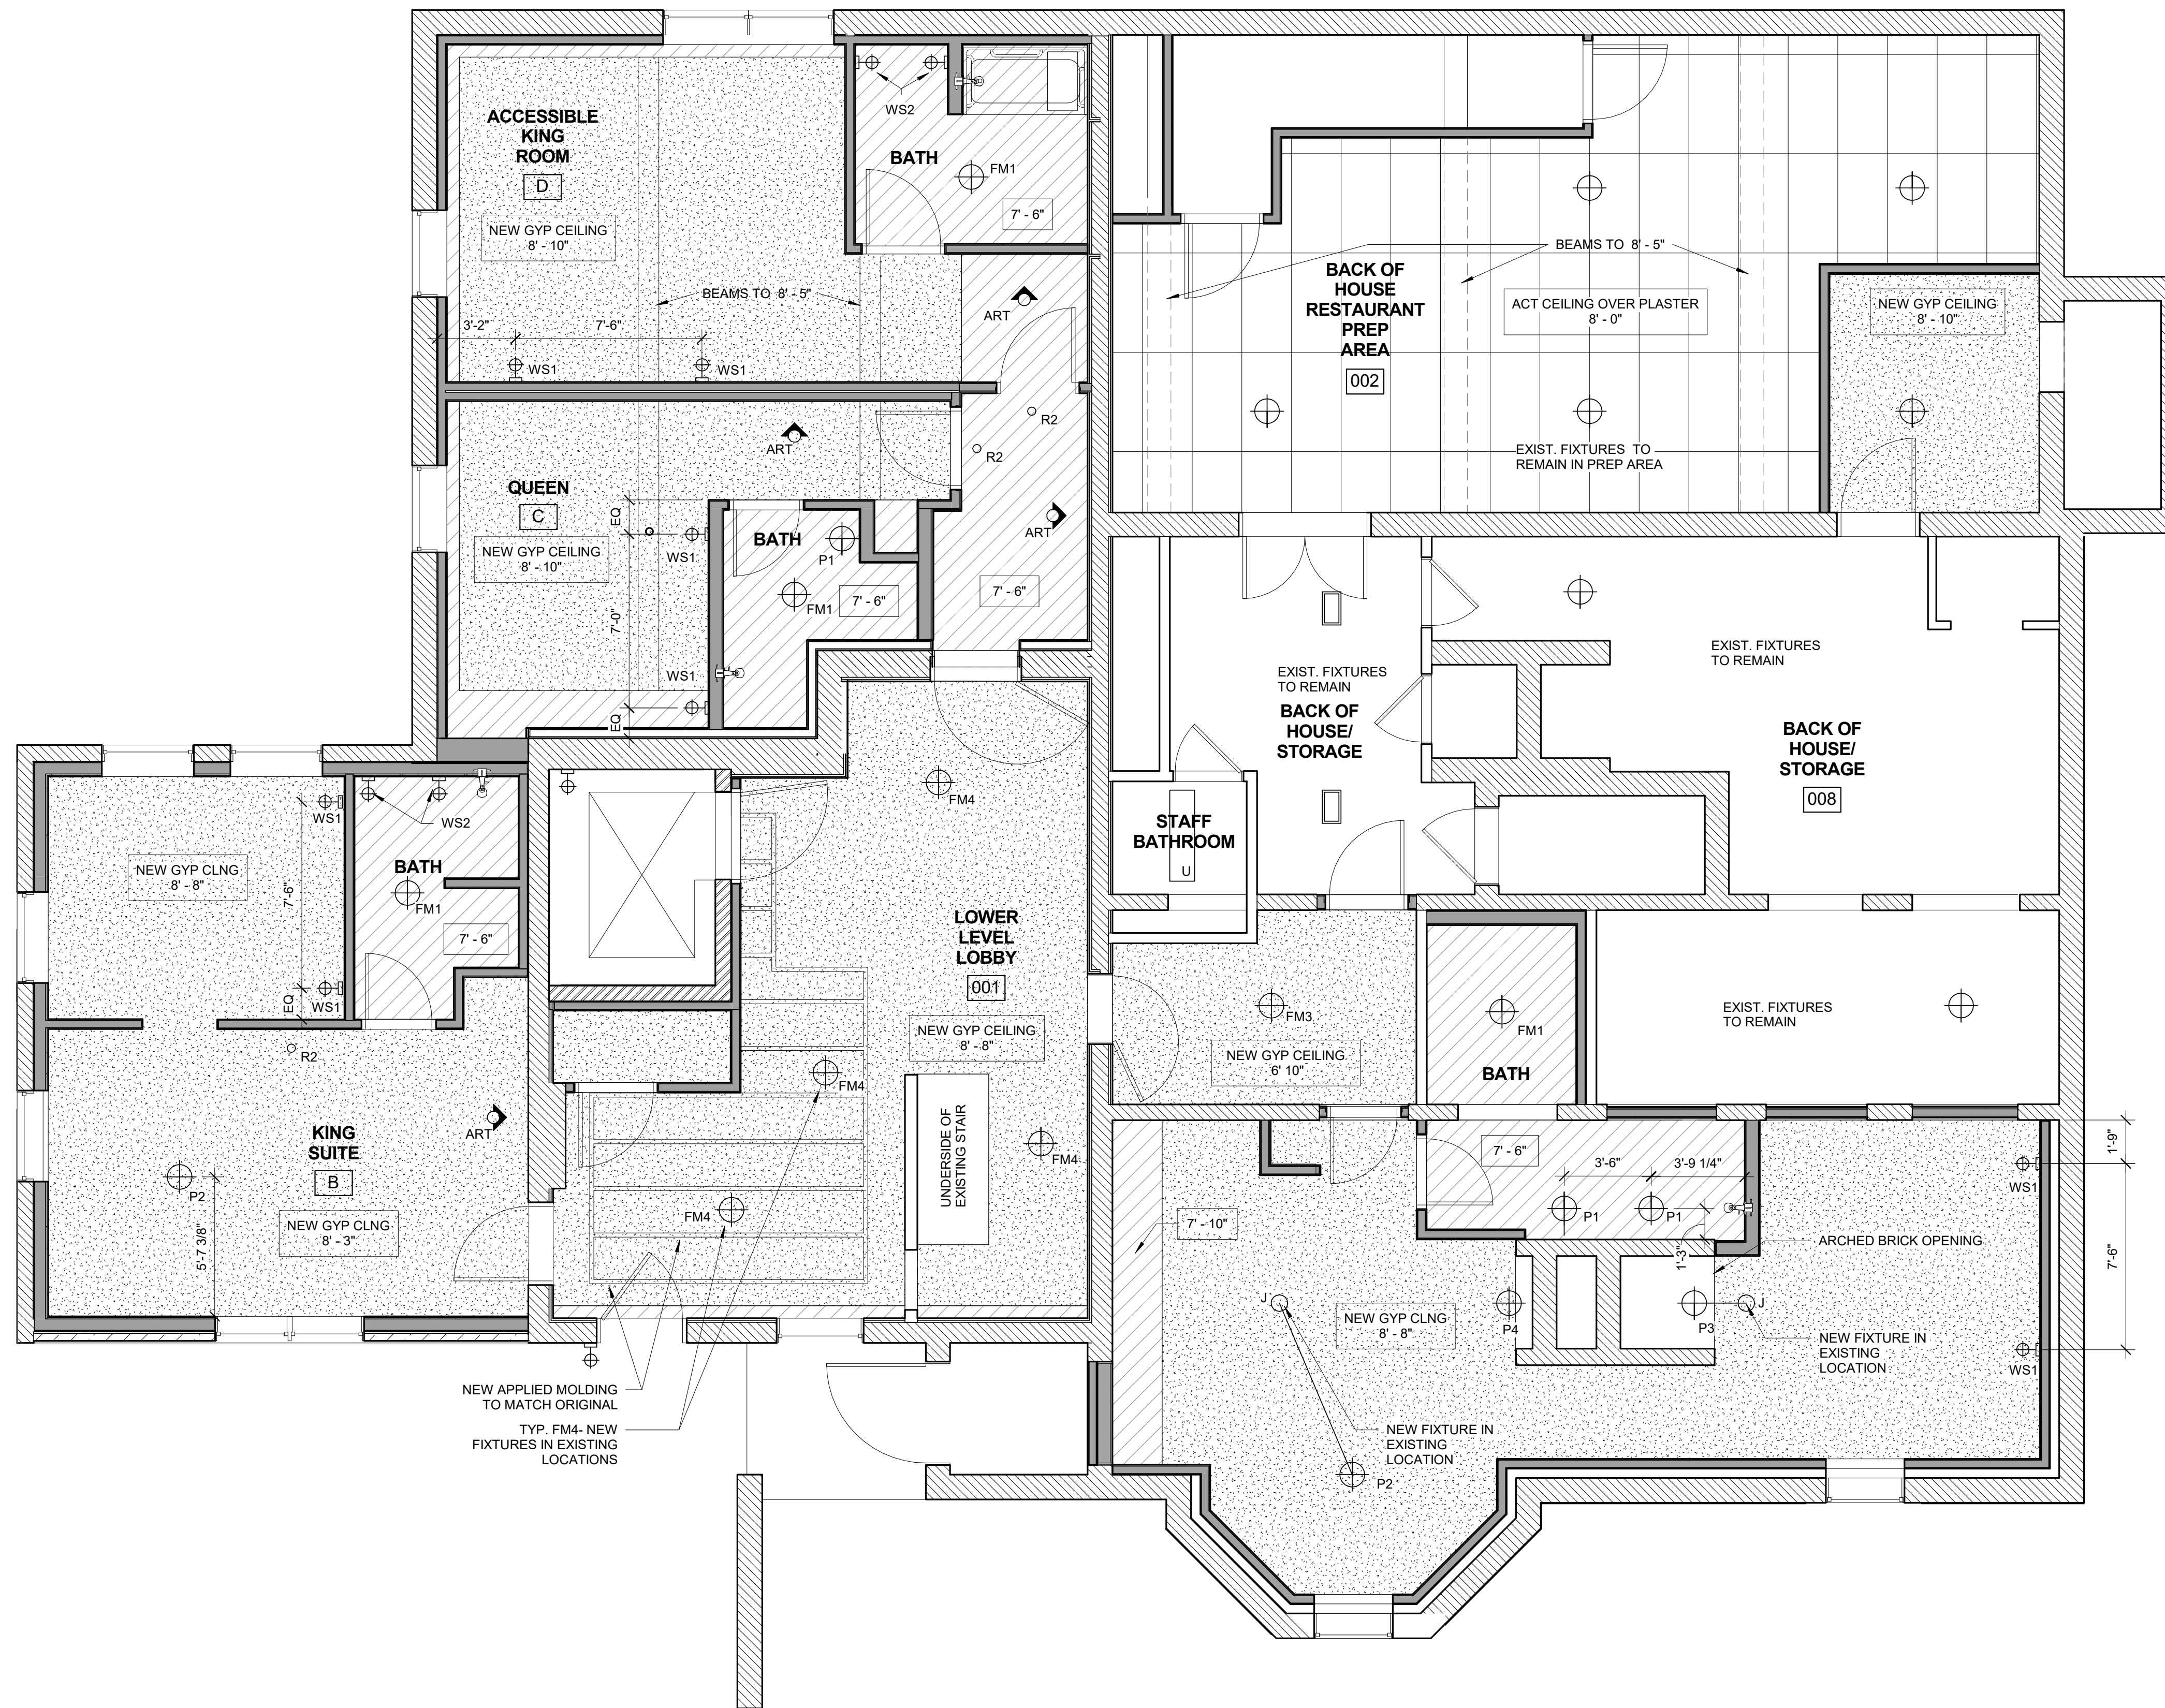 ACCESSIBLE
KING
ROOM
D
NEW GYP CEILING
8' - 10"
BEAMS TO 8' - 5"
3'-2"
7'-6"
WS1
WS1
WS2
BATH
FM1
7' - 6"
ART
R2
R2
ART
7' - 6"
QUEEN
C
NEW GYP CEILING
8' - 10"
ART
EQ
7'-0"
EQ
WS1
WS1
BATH
P1
FM1
7' - 6"
BACK OF
HOUSE
RESTAURANT
PREP
AREA
002
BEAMS TO 8' - 5"
ACT CEILING OVER PLASTER
8' - 0"
EXIST. FIXTURES TO
REMAIN IN PREP AREA
NEW GYP CEILING
8' - 10"
EXIST. FIXTURES
TO REMAIN
BACK OF
HOUSE/
STORAGE
EXIST. FIXTURES
TO REMAIN
BACK OF
HOUSE/
STORAGE
008
STAFF
BATHROOM
U
WS1
7'-6"
EQ
WS1
NEW GYP CLNG
8' - 8"
WS2
BATH
FM1
7' - 6"
R2
ART
KING
SUITE
B
P2
NEW GYP CLNG
8' - 3"
5'-7 3/8"
FM4
LOWER
LEVEL
LOBBY
001
NEW GYP CEILING
8' - 8"
FM4
FM4
FM4
UNDERSIDE OF
EXISTING STAIR
NEW APPLIED MOLDING
TO MATCH ORIGINAL
TYP. FM4- NEW
FIXTURES IN EXISTING
LOCATIONS
FM3
NEW GYP CEILING
6' 10"
FM1
BATH
EXIST. FIXTURES
TO REMAIN
7' - 6"
3'-6"
3'-9 1/4"
P1
P1
1'-3"
7' - 10"
ARCHED BRICK OPENING
WS1
1'-9"
7'-6"
WS1
J
NEW GYP CLNG
8' - 8"
P4
P3
J
NEW FIXTURE IN
EXISTING
LOCATION
NEW FIXTURE IN
EXISTING
LOCATION
P2